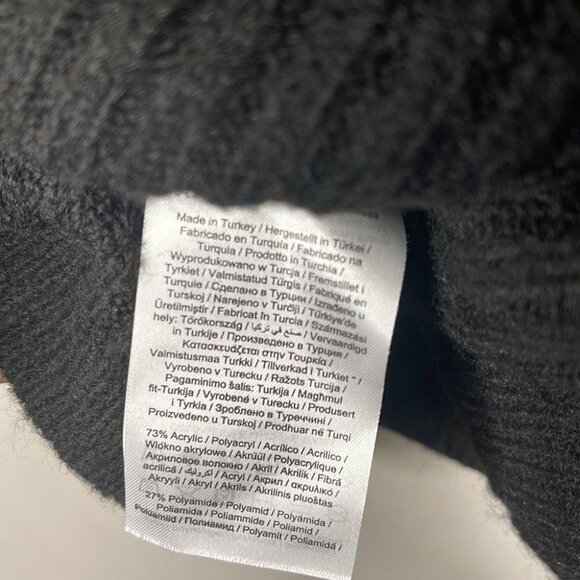 Made in Turkey / Hergestellt in Türkei /
Fabricado en Turquía / Fabricado na
Turquia / Prodotto in Turchia /
Wyprodukowano w Turcja / Fremstillet i
Tyrkiet / Valmistatud Türgis / Fabriqué en
Turquie / Сделано в Турции / Izrađeno u
Turskoj / Narejeno v Turčiji / Türkiye'de
Üretilmiştir / Fabricat în Turcia / Származási
hely: Törökország / صنع في تركيا / Vervaardigd
in Turkije / Произведено в Турция /
Κατασκευάζεται στην Τουρκία /
Valmistusmaa Turkki / Tillverkad i Turkiet /
Vyrobeno v Turecku / Ražots Turcija /
Pagaminimo šalis: Turkija / Magħmul
fit-Turkija / Vyrobené v Turecku / Produsert
i Tyrkia / Зроблено в Туреччині /
Proizvedeno u Turskoj / Prodhuar në Turqi
73% Acrylic / Polyacryl / Acrílico / Acrilico /
Włókno akrylowe / Akrüül / Polyacrylique /
Акриловое волокно / Akril / Akrilik / Fibră
acrilică / أكريليك / Acryl / Акрил / ακρυλικό /
Akryyli / Akryl / Akrils / Akrilinis pluoštas
27% Polyamide / Polyamid / Polyamida /
Poliamida / Poliammide / Poliamid /
Polüamiid / Полиамид / Polyamit / Poliamidă /